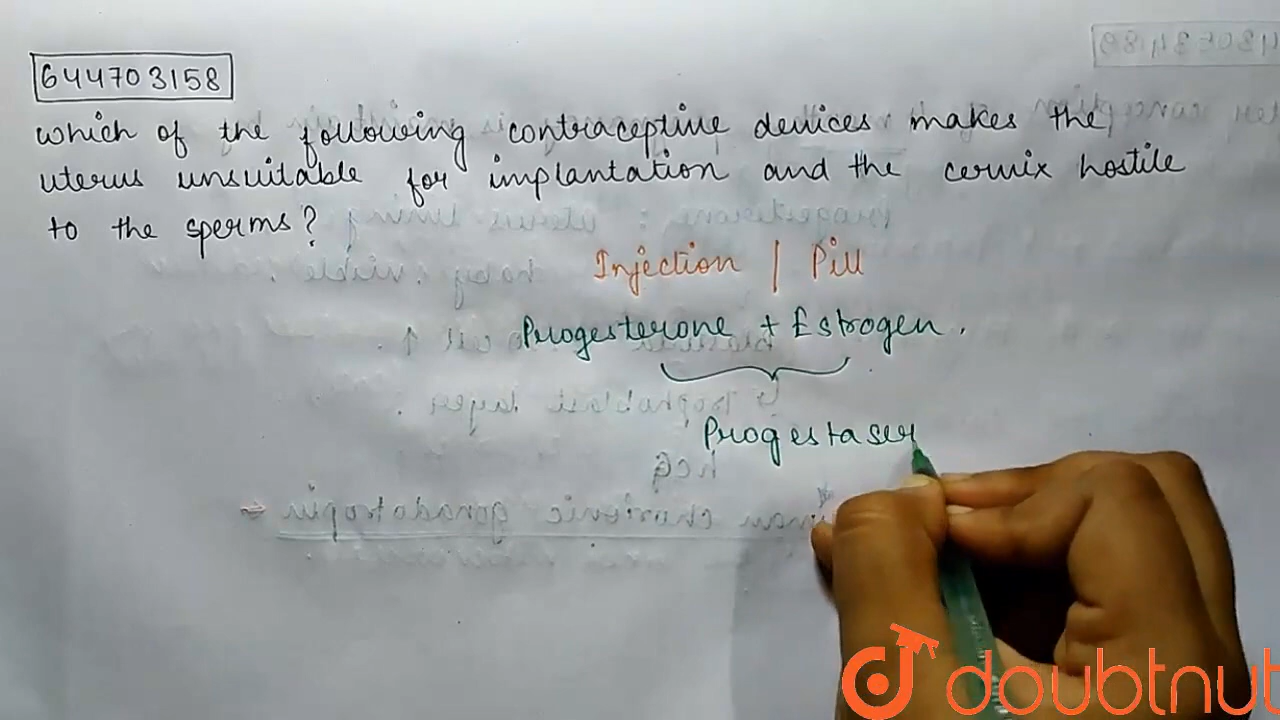 644703158
which of the following contraceptive devices makes the
uterus unsuitable for implantation and the cervix hostile
to the sperms?
Injection | Pill
Progesterone + Estrogen.
Progestaser
doubtnut